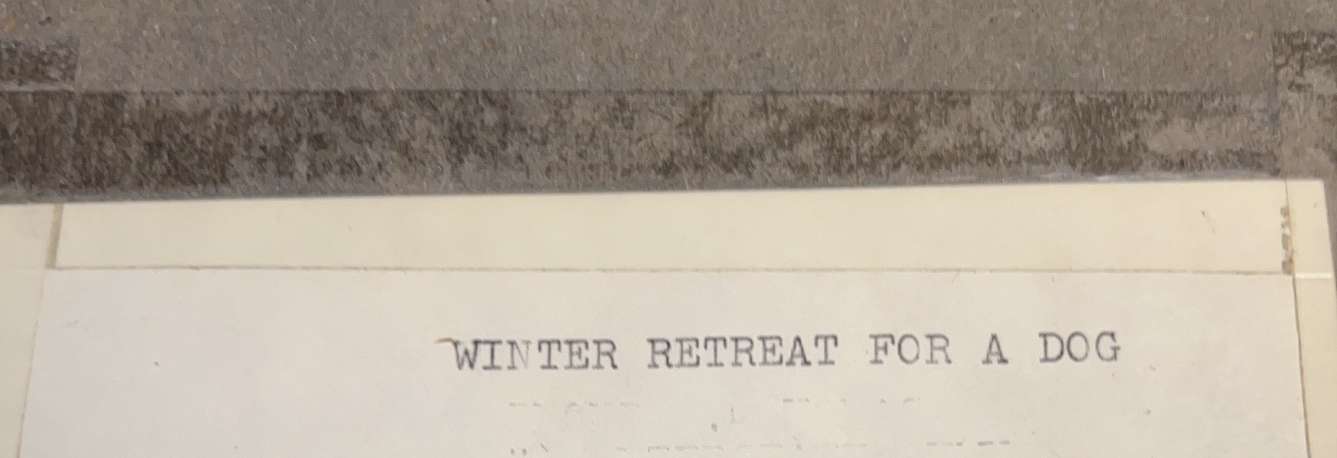 WINTER RETREAT FOR A DOG